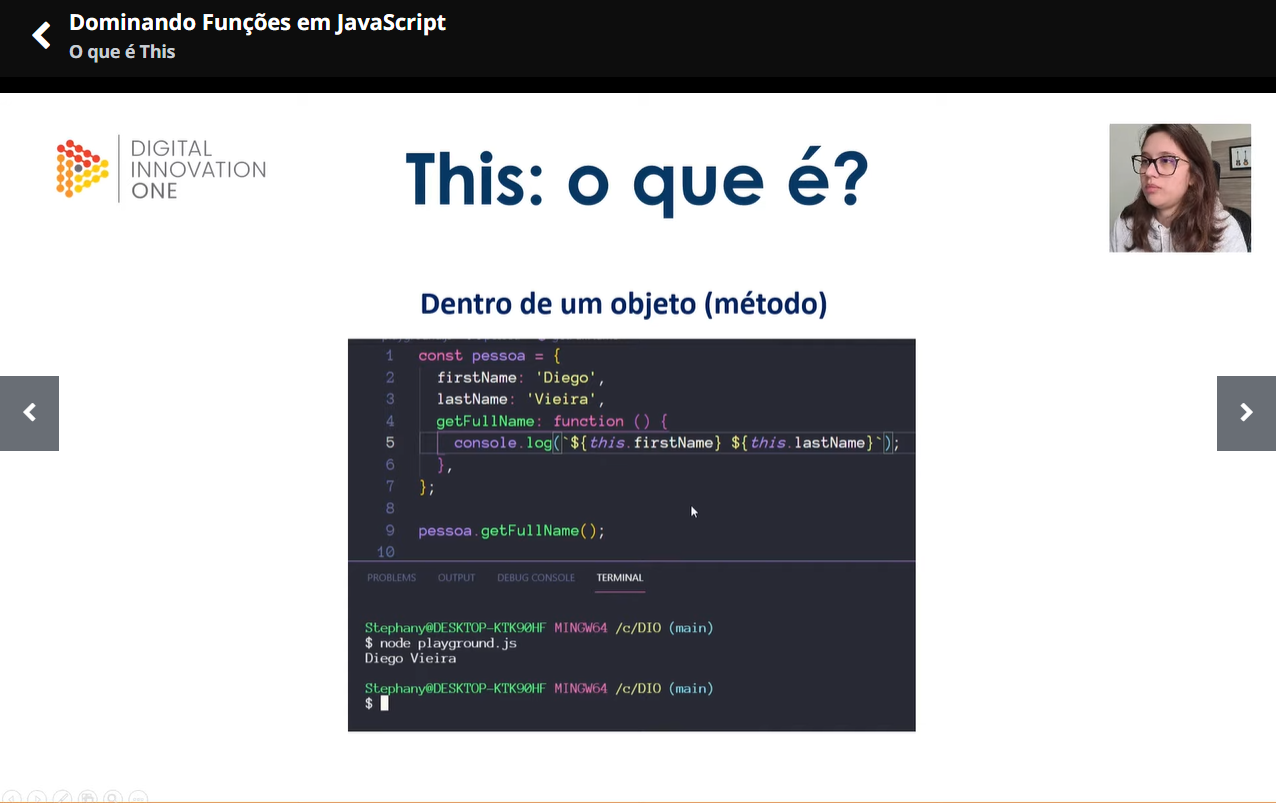 Dominando Funções em JavaScript
O que é This
DIGITAL
INNOVATION
ONE
This: o que é?
Dentro de um objeto (método)
1 const pessoa = {
2 firstName: 'Diego',
3 lastName: 'Vieira',
4 getFullName: function () {
5 console.log(`${this.firstName} ${this.lastName}`);
6 },
7 };
8
9 pessoa.getFullName();
10
PROBLEMS OUTPUT DEBUG CONSOLE TERMINAL
Stephany@DESKTOP-KTK90HF MINGW64 /c/DIO (main)
$ node playground.js
Diego Vieira
Stephany@DESKTOP-KTK90HF MINGW64 /c/DIO (main)
$